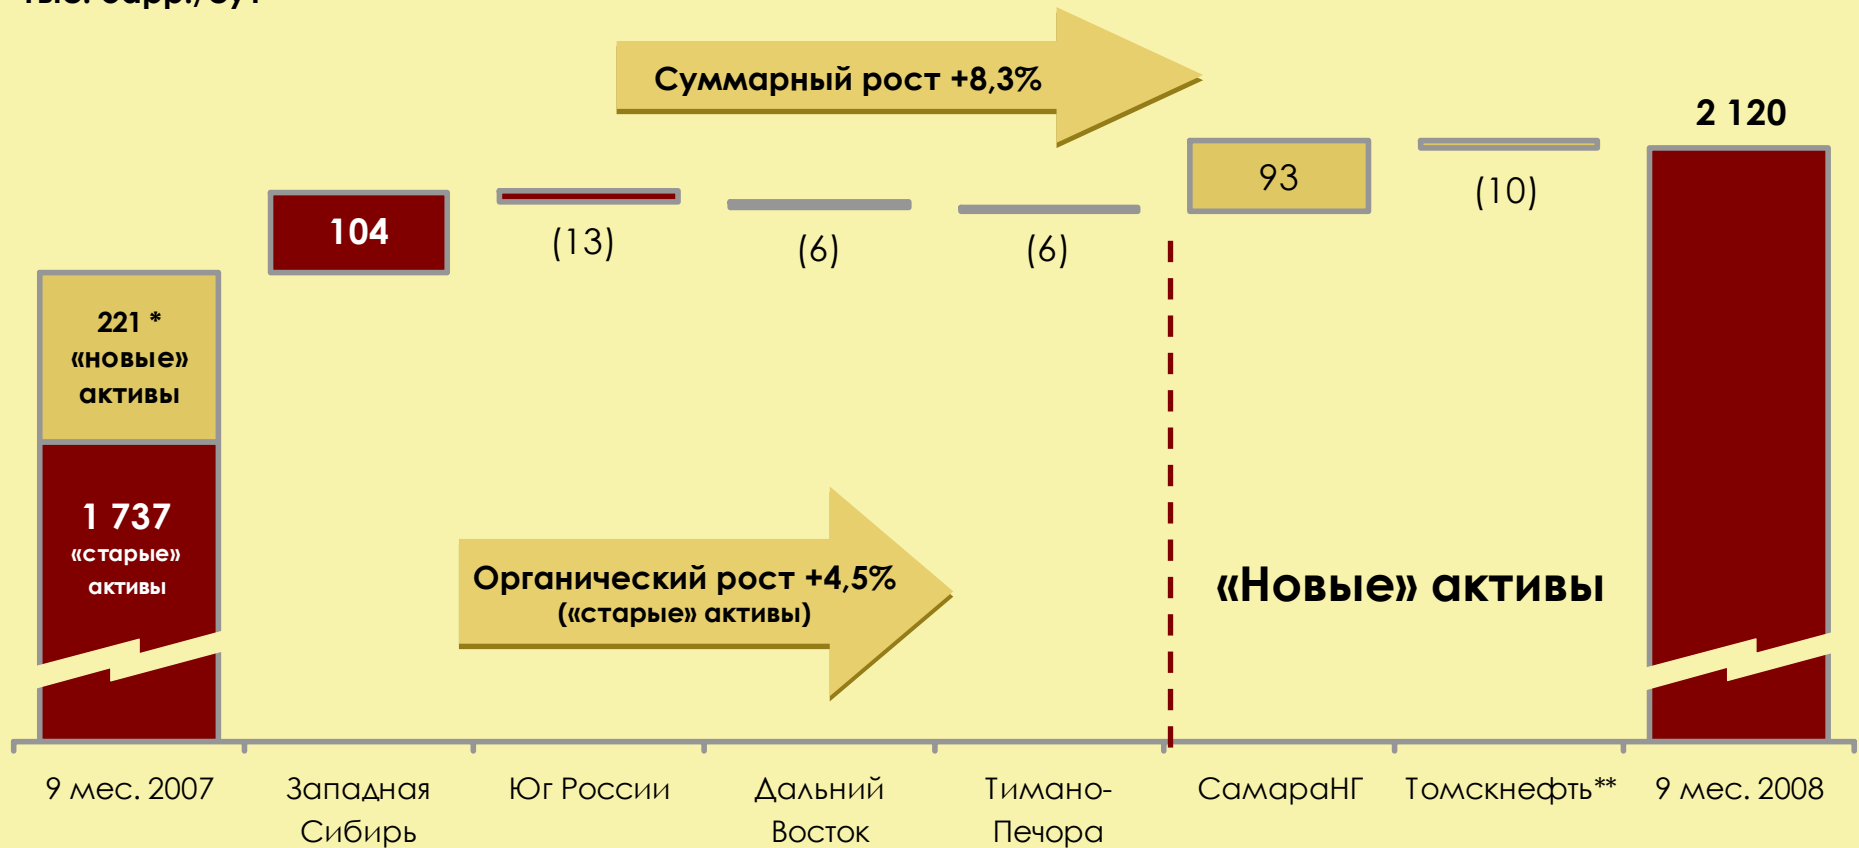 Суммарный рост +8,3%
2 120
93
(10)
104
(13)
(6)
(6)
221 *
«новые»
активы
1 737
«старые»
активы
Органический рост +4,5%
(«старые» активы)
«Новые» активы
9 мес. 2007
Западная
Сибирь
Юг России
Дальний
Восток
Тимано-
Печора
СамараНГ
Томскнефть**
9 мес. 2008